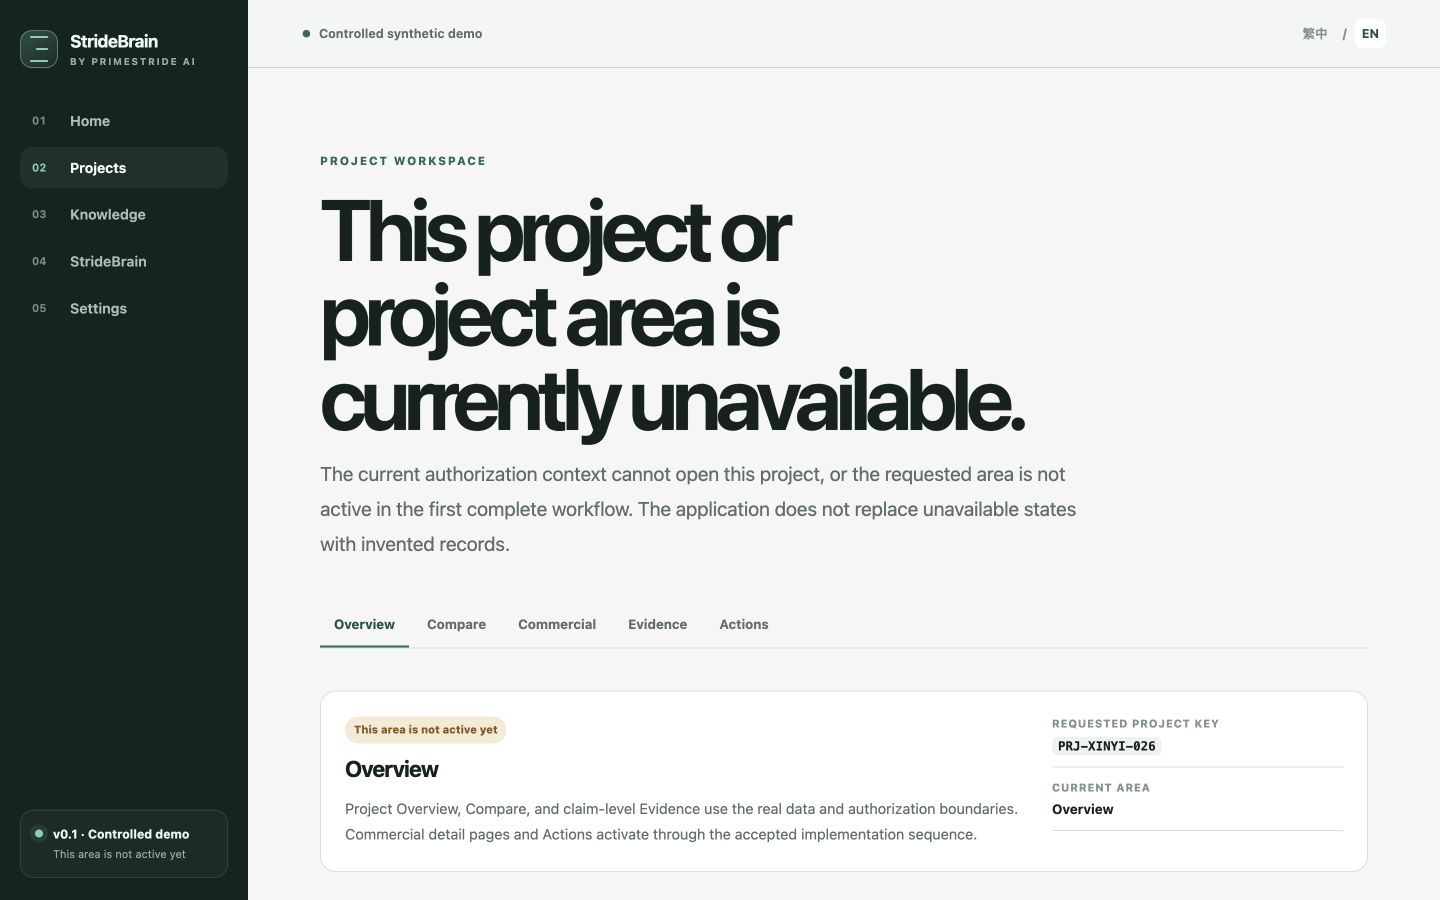 StrideBrain
BY PRIMESTRIDE AI
01 Home
02 Projects
03 Knowledge
04 StrideBrain
05 Settings
v0.1 · Controlled demo
This area is not active yet
Controlled synthetic demo
繁中 / EN
PROJECT WORKSPACE
This project or
project area is
currently unavailable.
The current authorization context cannot open this project, or the requested area is not
active in the first complete workflow. The application does not replace unavailable states
with invented records.
Overview Compare Commercial Evidence Actions
This area is not active yet
Overview
Project Overview, Compare, and claim-level Evidence use the real data and authorization boundaries.
Commercial detail pages and Actions activate through the accepted implementation sequence.
REQUESTED PROJECT KEY
PRJ-XINYI-026
CURRENT AREA
Overview